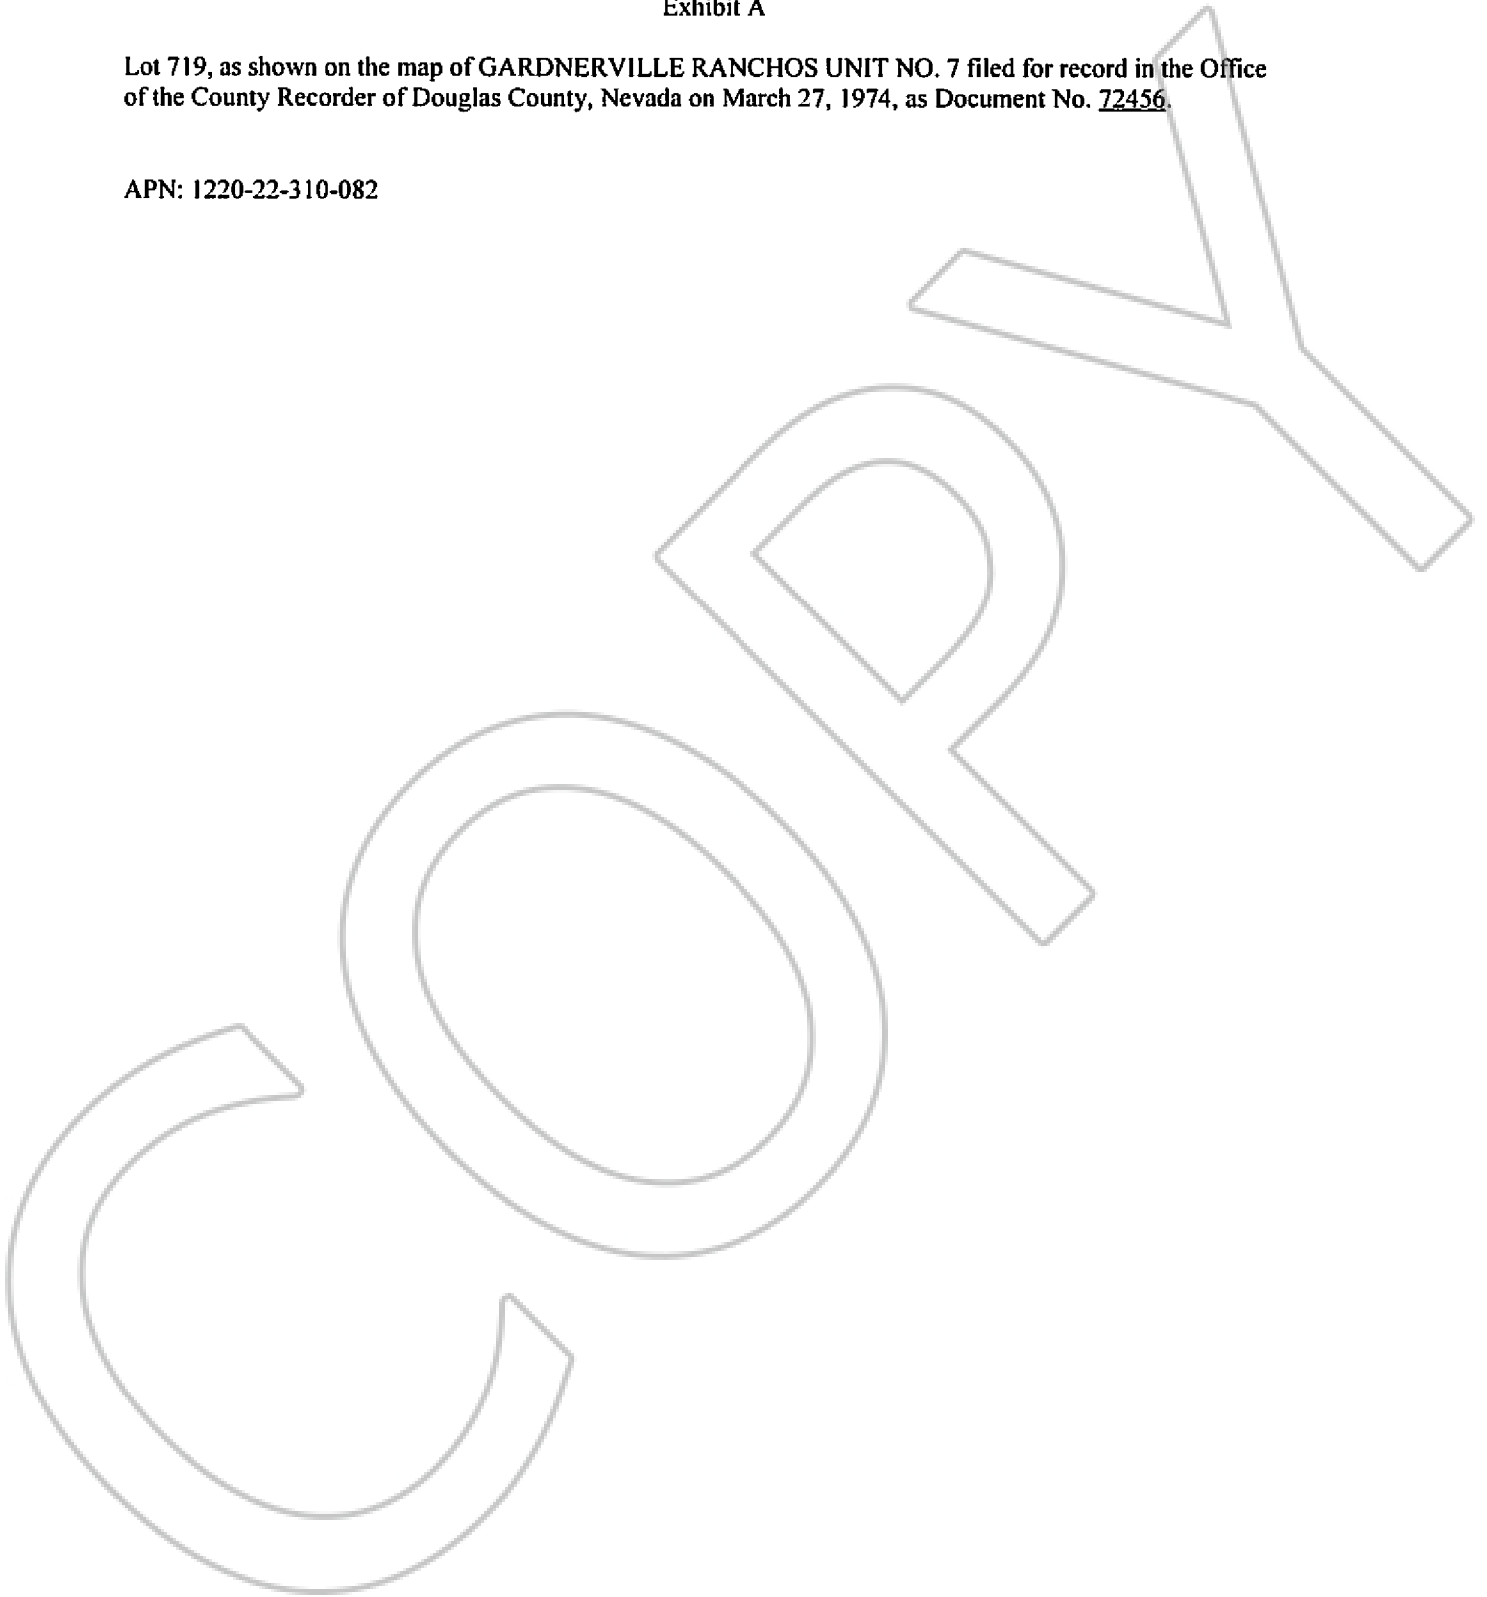 Exhibit A
Lot 719, as shown on the map of GARDNERVILLE RANCHOS UNIT NO. 7 filed for record in the Office
of the County Recorder of Douglas County, Nevada on March 27, 1974, as Document No. 72456.
APN: 1220-22-310-082
COPY